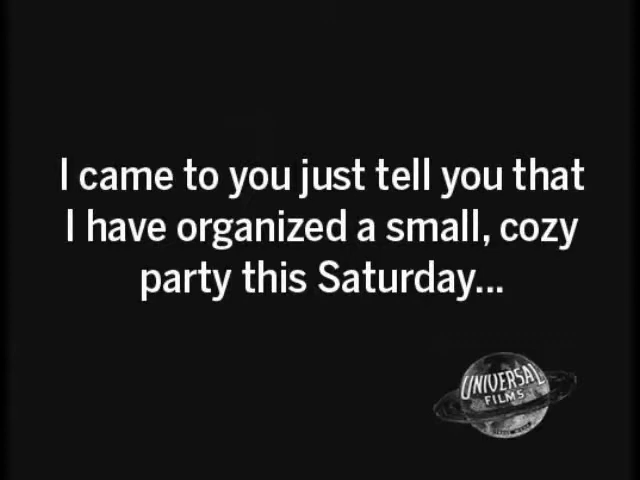 I came to you just tell you that
I have organized a small, cozy
party this Saturday...
UNIVERSAL
FILMS